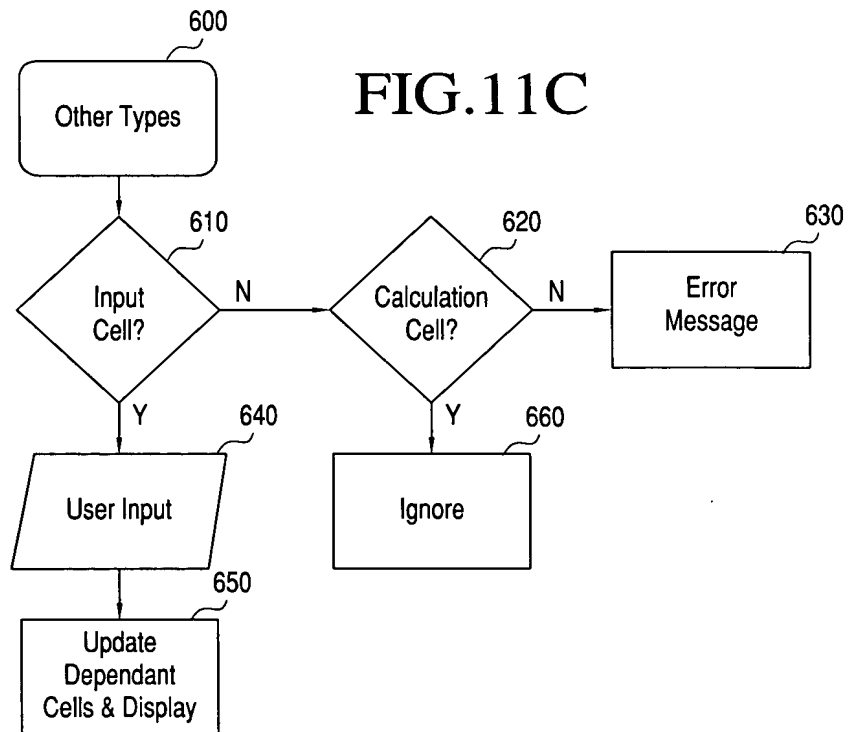 600
Other Types
FIG.11C
610
Input
Cell?
N
620
Calculation
Cell?
N
630
Error
Message
Y
640
User Input
Y
660
Ignore
650
Update
Dependant
Cells & Display